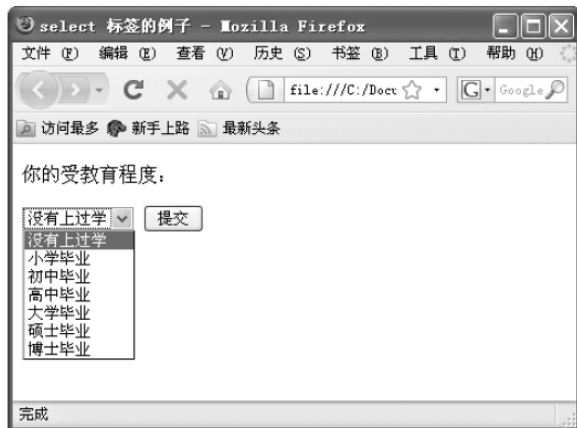 select 标签的例子 - Mozilla Firefox
文件 (F) 编辑 (E) 查看 (V) 历史 (S) 书签 (B) 工具 (T) 帮助 (H)
file:///C:/Docu G Google
访问最多 新手上路 最新头条
你的受教育程度：
没有上过学 提交
没有上过学
小学毕业
初中毕业
高中毕业
大学毕业
硕士毕业
博士毕业
完成